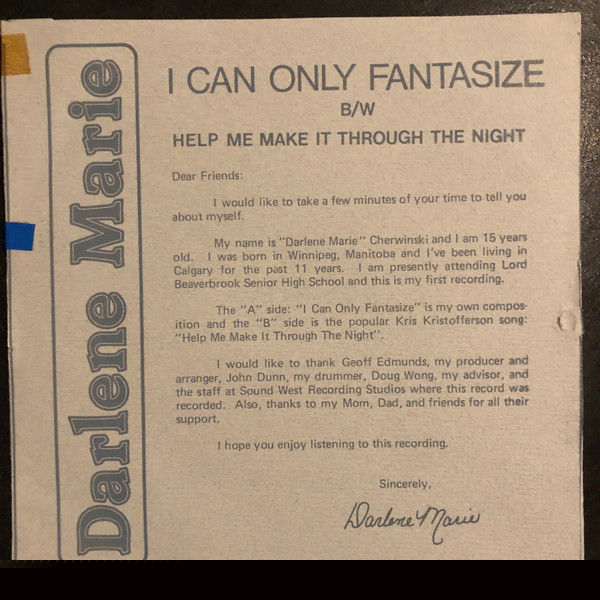 Darlene Marie
I CAN ONLY FANTASIZE
B/W
HELP ME MAKE IT THROUGH THE NIGHT
Dear Friends:
I would like to take a few minutes of your time to tell you
about myself.
My name is "Darlene Marie" Cherwinski and I am 15 years
old. I was born in Winnipeg, Manitoba and I've been living in
Calgary for the past 11 years. I am presently attending Lord
Beaverbrook Senior High School and this is my first recording.
The "A" side: "I Can Only Fantasize" is my own compos-
ition and the "B" side is the popular Kris Kristofferson song:
"Help Me Make It Through The Night".
I would like to thank Geoff Edmunds, my producer and
arranger, John Dunn, my drummer, Doug Wong, my advisor, and
the staff at Sound West Recording Studios where this record was
recorded. Also, thanks to my Mom, Dad, and friends for all their
support.
I hope you enjoy listening to this recording.
Sincerely,
Darlene Marie